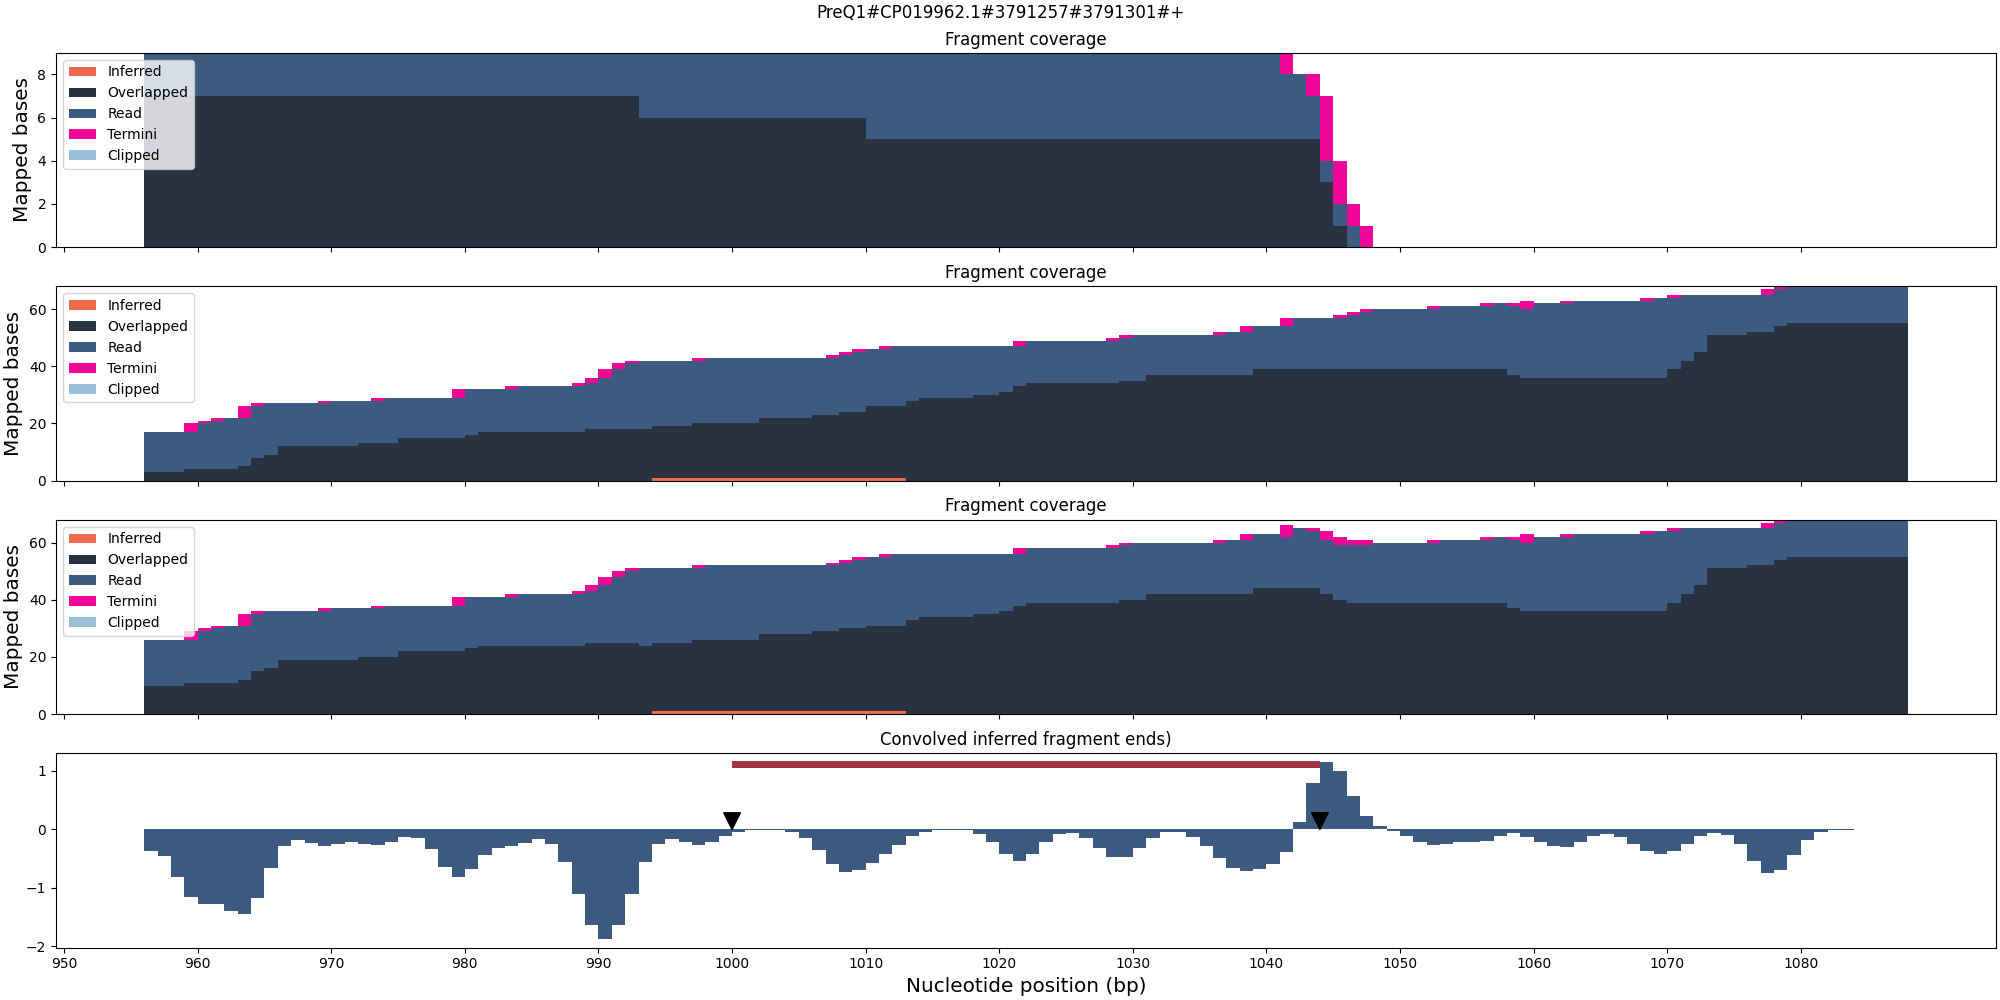 PreQ1#CP019962.1#3791257#3791301#+
Fragment coverage
Mapped bases
8
6
4
2
0
Inferred
Overlapped
Read
Termini
Clipped
Fragment coverage
Mapped bases
60
40
20
0
Inferred
Overlapped
Read
Termini
Clipped
Fragment coverage
Mapped bases
60
40
20
0
Inferred
Overlapped
Read
Termini
Clipped
Convolved inferred fragment ends)
1
0
−1
−2
950 960 970 980 990 1000 1010 1020 1030 1040 1050 1060 1070 1080
Nucleotide position (bp)